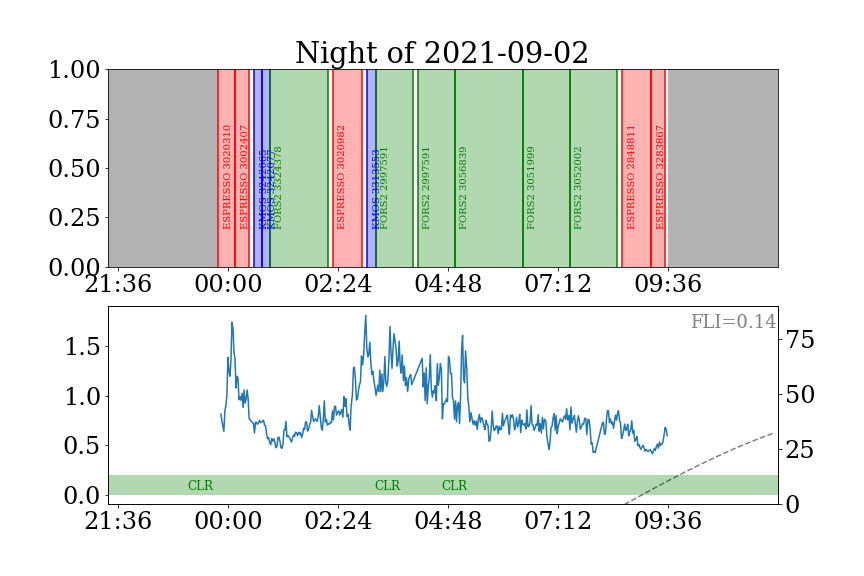 Night of 2021-09-02
1.00
0.75
0.50
0.25
0.00
ESPRESSO 3020310
ESPRESSO 3002407
KMOS
KMOS
FORS2 3324378
ESPRESSO 3020982
KMOS 3313553
FORS2 2997591
FORS2 2997591
FORS2 3056839
FORS2 3051999
FORS2 3052002
ESPRESSO 2848811
ESPRESSO 3283867
21:36 00:00 02:24 04:48 07:12 09:36
FLI=0.14
1.5
1.0
0.5
0.0
75
50
25
0
CLR CLR CLR
21:36 00:00 02:24 04:48 07:12 09:36